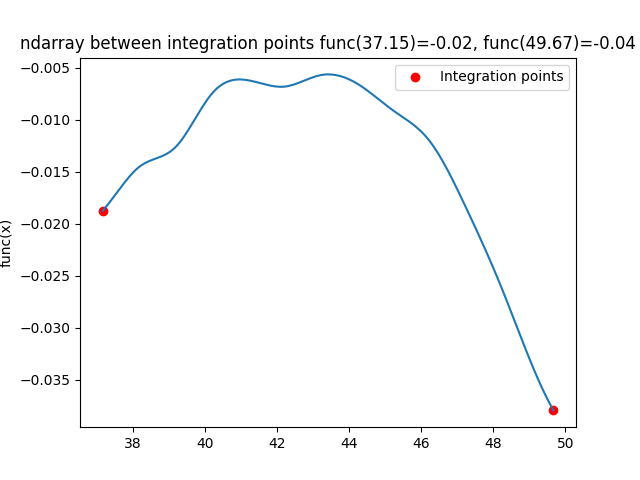 ndarray between integration points func(37.15)=-0.02, func(49.67)=-0.04
Integration points
func(x)
−0.005
−0.010
−0.015
−0.020
−0.025
−0.030
−0.035
38 40 42 44 46 48 50